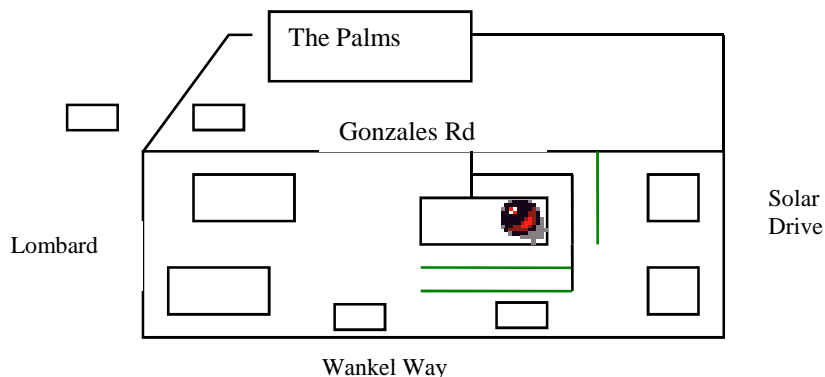 The Palms
Gonzales Rd
Solar
Drive
Lombard
Wankel Way